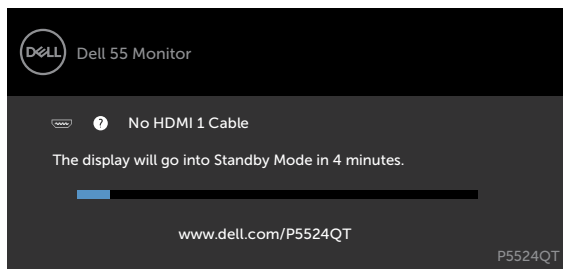 DELL
Dell 55 Monitor
? No HDMI 1 Cable
The display will go into Standby Mode in 4 minutes.
www.dell.com/P5524QT
P5524QT